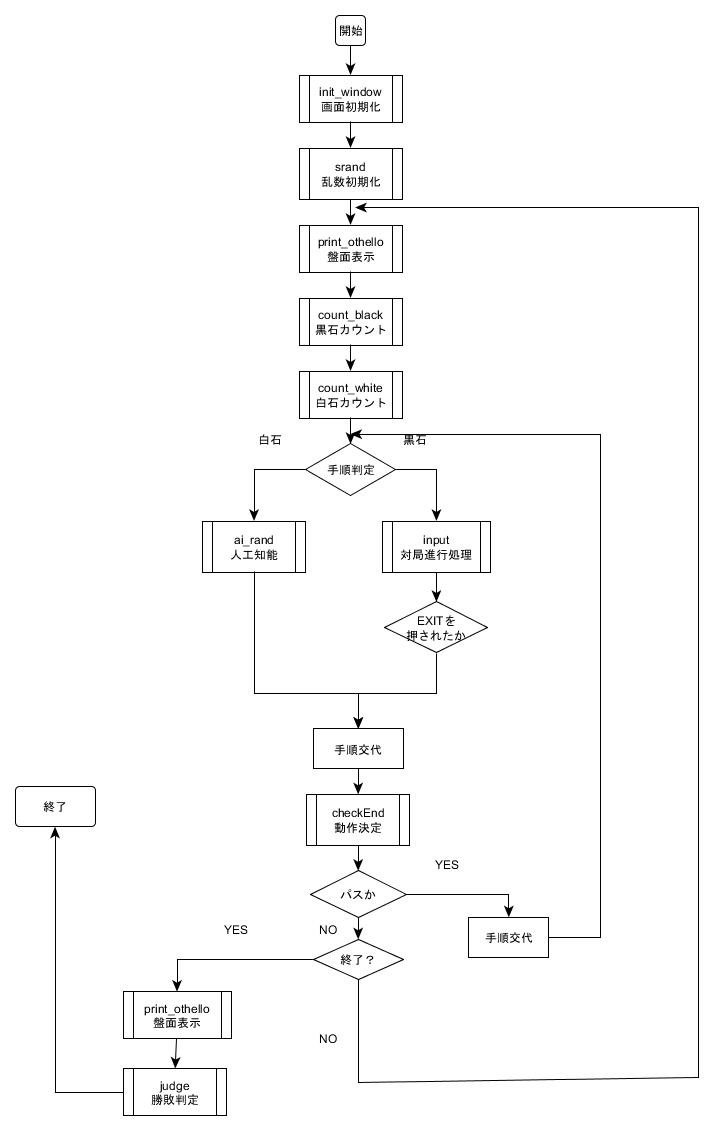 開始
init_window
画面初期化
srand
乱数初期化
print_othello
盤面表示
count_black
黒石カウント
count_white
白石カウント
白石
黒石
手順判定
ai_rand
人工知能
input
対局進行処理
EXITを
押されたか
手順交代
終了
checkEnd
動作決定
YES
パスか
YES
NO
手順交代
終了？
print_othello
盤面表示
NO
judge
勝敗判定